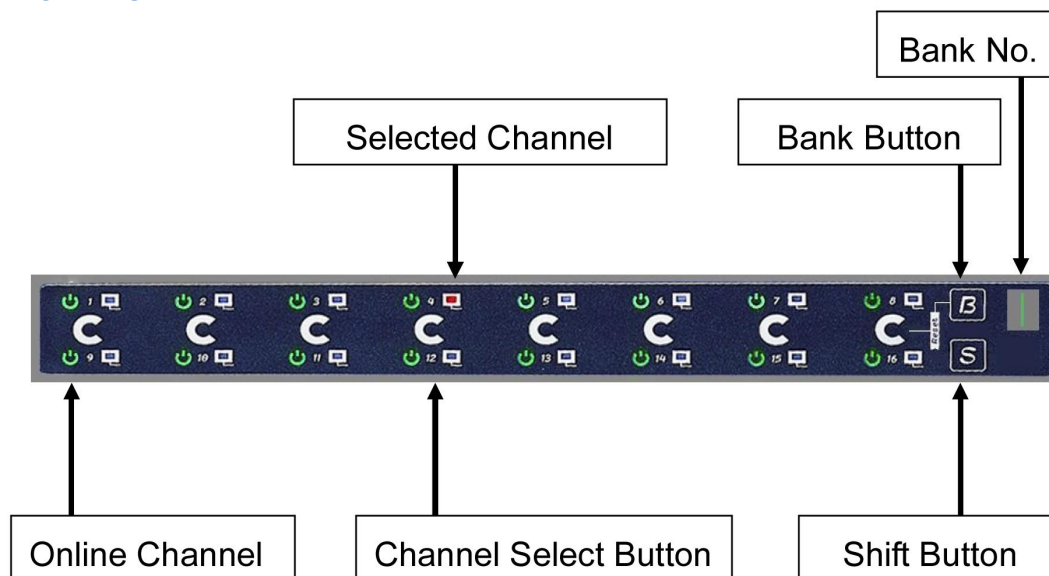 Bank No.
Selected Channel
Bank Button
1 2 3 4 5 6 7 8 B
C C C C C C C C
Reset
9 10 11 12 13 14 15 16 S
Online Channel
Channel Select Button
Shift Button